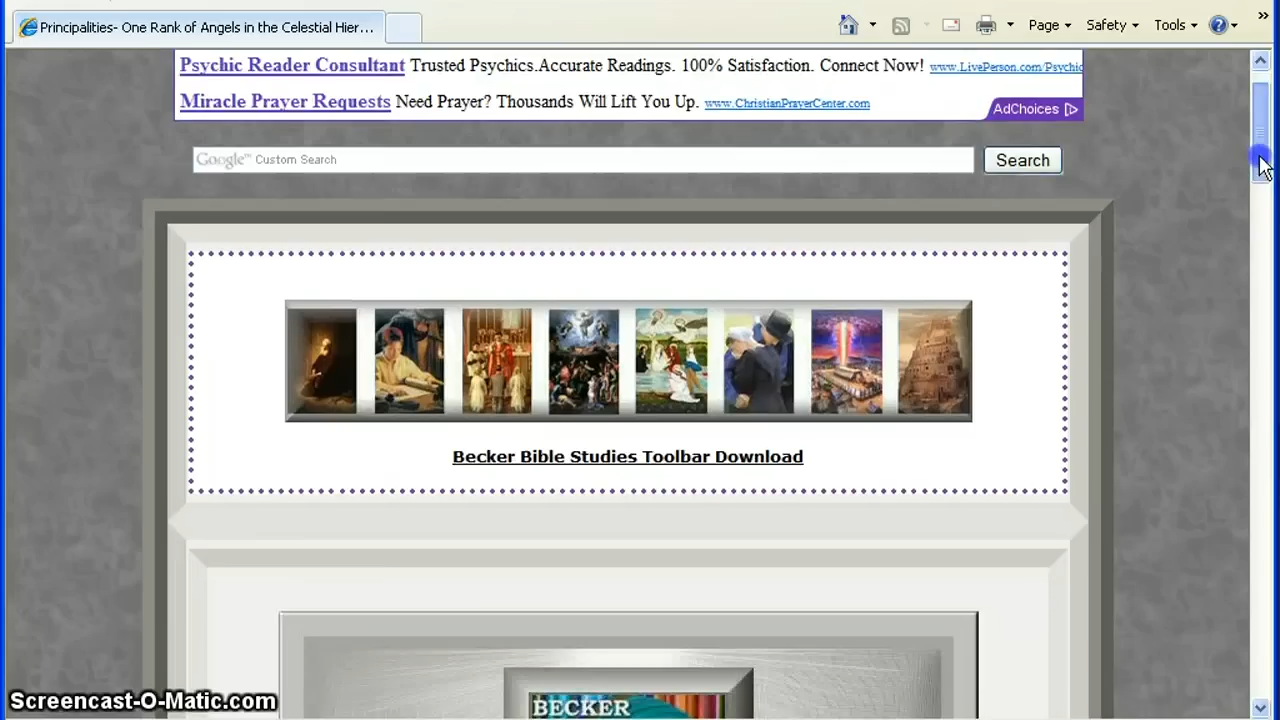 Principalities- One Rank of Angels in the Celestial Hier...
Page
Safety
Tools
Psychic Reader Consultant Trusted Psychics.Accurate Readings. 100% Satisfaction. Connect Now! www.LivePerson.com/Psychic
Miracle Prayer Requests Need Prayer? Thousands Will Lift You Up. www.ChristianPrayerCenter.com
AdChoices
Google™ Custom Search
Search
Becker Bible Studies Toolbar Download
BECKER
Screencast-O-Matic.com